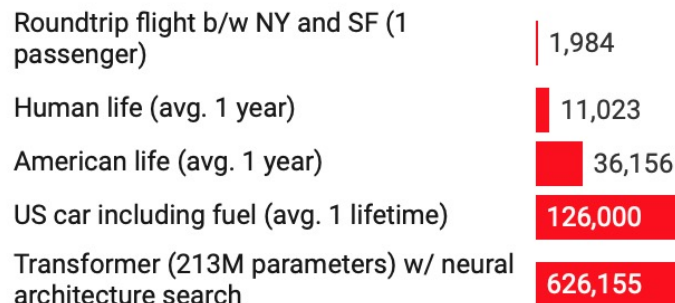 Roundtrip flight b/w NY and SF (1
passenger)
1,984
Human life (avg. 1 year)
11,023
American life (avg. 1 year)
36,156
US car including fuel (avg. 1 lifetime)
126,000
Transformer (213M parameters) w/ neural
architecture search
626,155